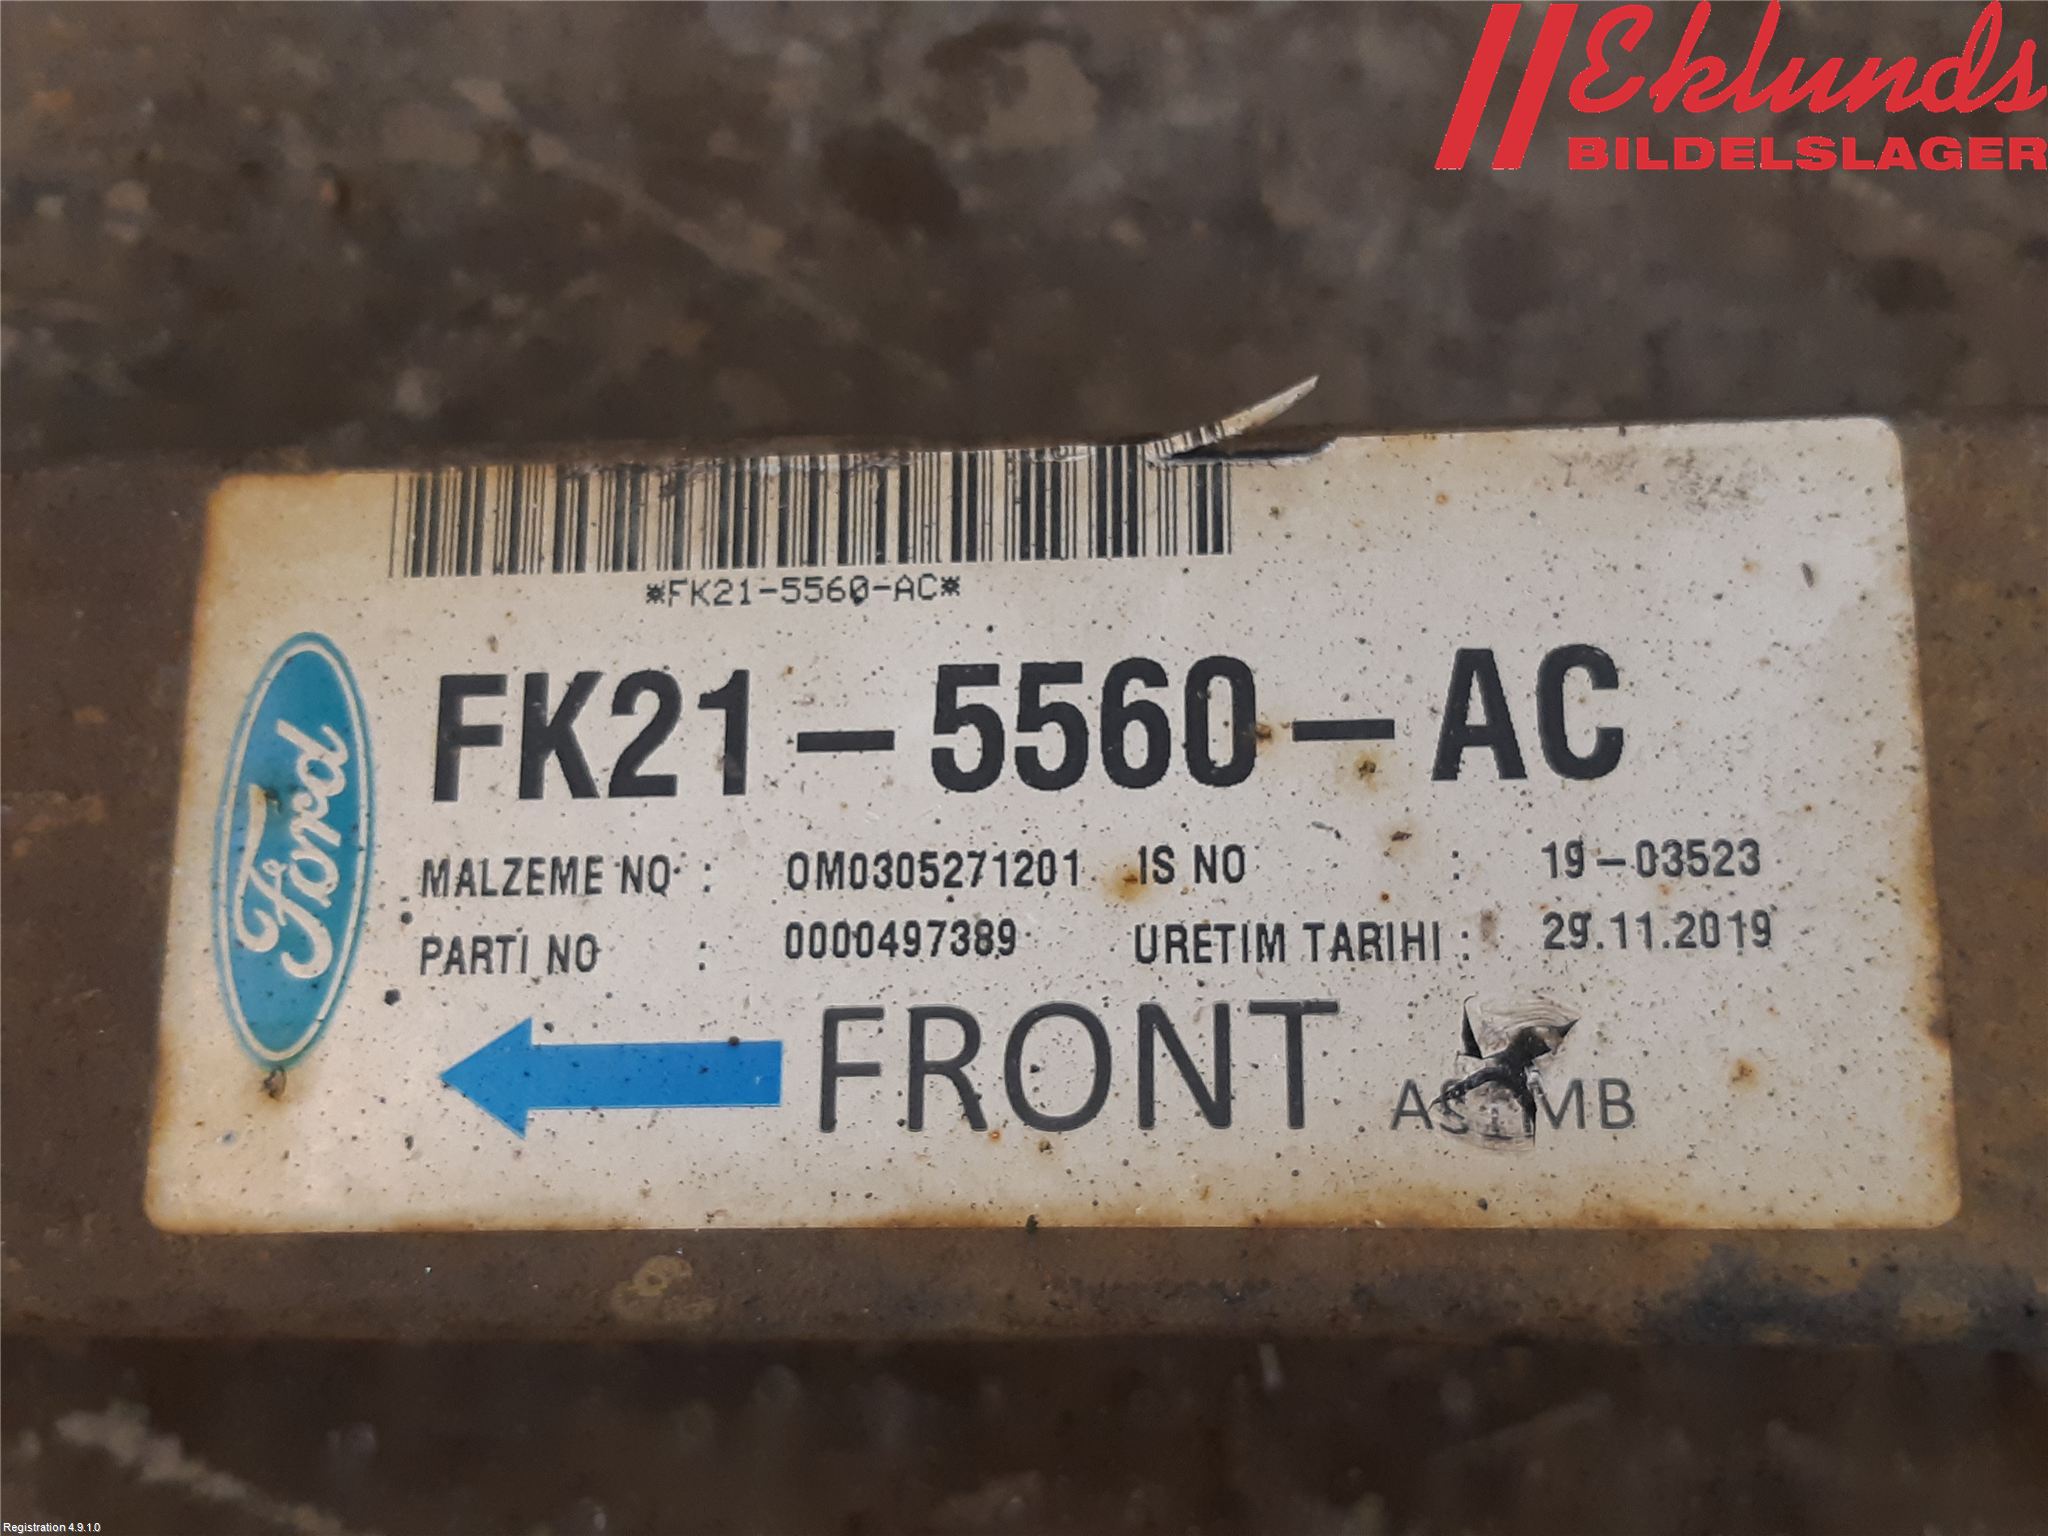 Eklunds
BILDELSLAGER
*FK21-5560-AC*
Ford
FK21-5560-AC
MALZEME NO : 0M0305271201 IS NO : 19-03523
PARTI NO : 0000497389 URETIM TARIHI : 29.11.2019
FRONT
Registration 4.9.1.0